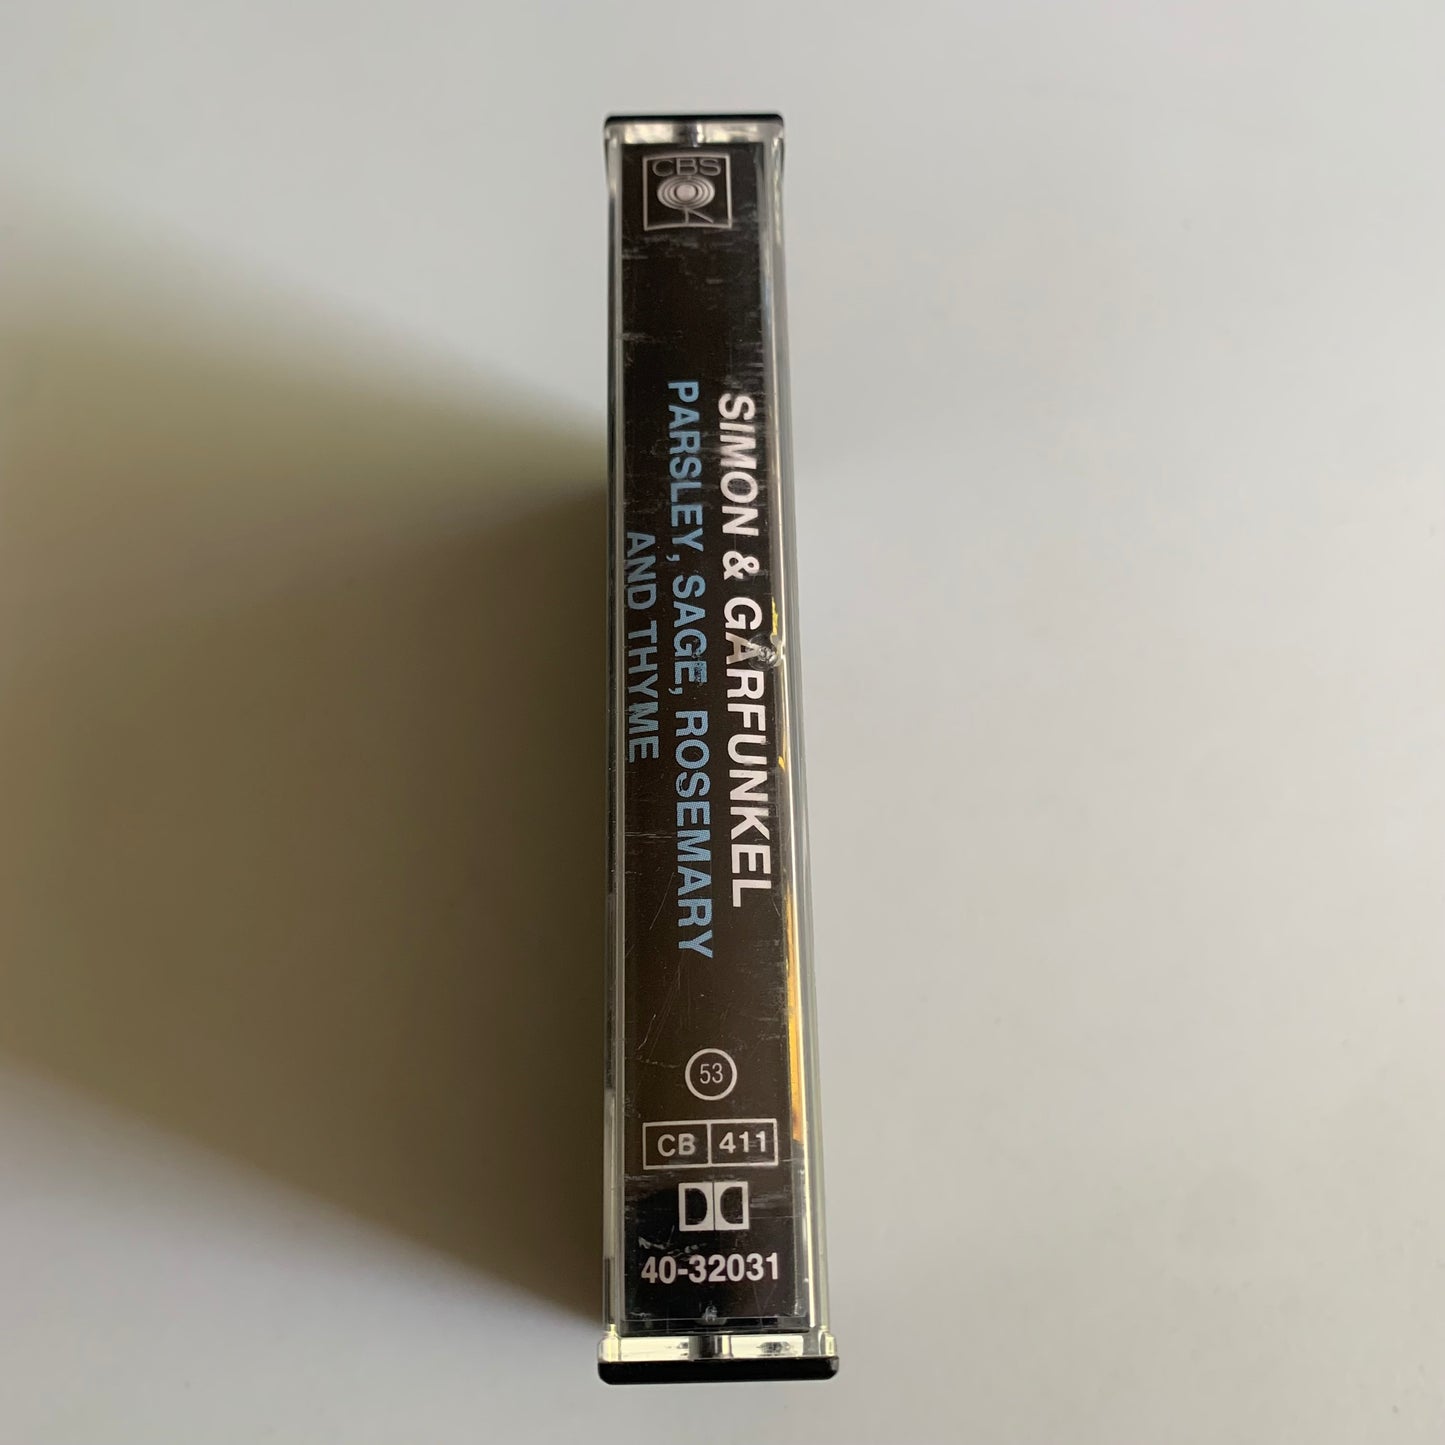 CBS
SIMON & GARFUNKEL
PARSLEY, SAGE, ROSEMARY
AND THYME
53
CB 411
40-32031